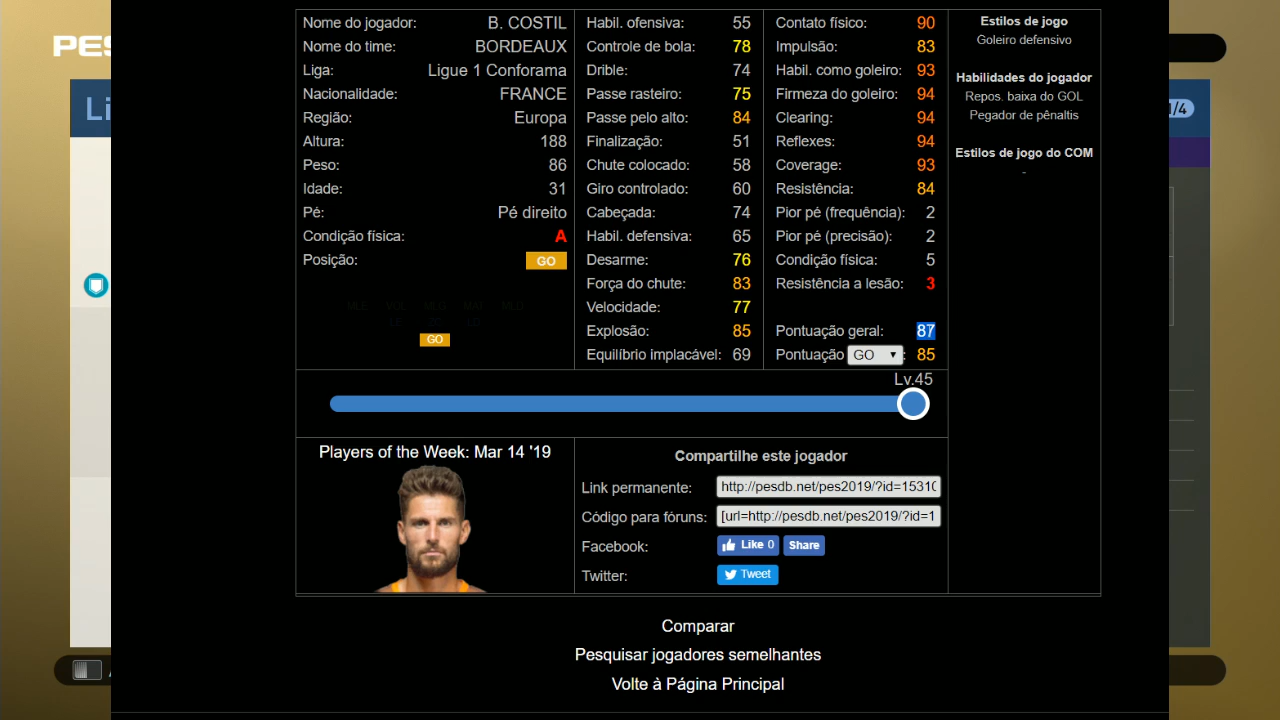 PES
Li
1/4
Nome do jogador: B. COSTIL
Nome do time: BORDEAUX
Liga: Ligue 1 Conforama
Nacionalidade: FRANCE
Região: Europa
Altura: 188
Peso: 86
Idade: 31
Pé: Pé direito
Condição física: A
Posição: GO
GO
Habil. ofensiva: 55
Controle de bola: 78
Drible: 74
Passe rasteiro: 75
Passe pelo alto: 84
Finalização: 51
Chute colocado: 58
Giro controlado: 60
Cabeçada: 74
Habil. defensiva: 65
Desarme: 76
Força do chute: 83
Velocidade: 77
Explosão: 85
Equilíbrio implacável: 69
Contato físico: 90
Impulsão: 83
Habil. como goleiro: 93
Firmeza do goleiro: 94
Clearing: 94
Reflexes: 94
Coverage: 93
Resistência: 84
Pior pé (frequência): 2
Pior pé (precisão): 2
Condição física: 5
Resistência a lesão: 3
Pontuação geral: 87
Pontuação GO : 85
Estilos de jogo
Goleiro defensivo
Habilidades do jogador
Repos. baixa do GOL
Pegador de pênaltis
Estilos de jogo do COM
-
Lv.45
Players of the Week: Mar 14 '19
Compartilhe este jogador
Link permanente: http://pesdb.net/pes2019/?id=1531
Código para fóruns: [url=http://pesdb.net/pes2019/?id=1
Facebook: Like 0 Share
Twitter: Tweet
Comparar
Pesquisar jogadores semelhantes
Volte à Página Principal